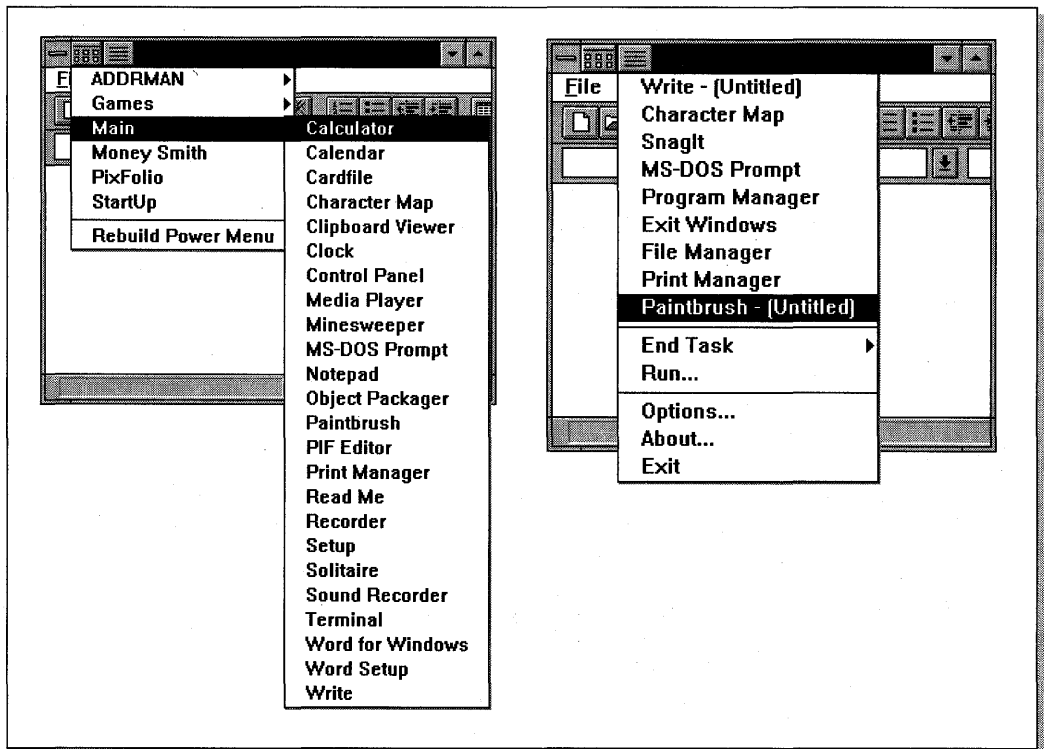 F
ADDRMAN
Games
Main
Money Smith
PixFolio
StartUp
Rebuild Power Menu
Calculator
Calendar
Cardfile
Character Map
Clipboard Viewer
Clock
Control Panel
Media Player
Minesweeper
MS-DOS Prompt
Notepad
Object Packager
Paintbrush
PIF Editor
Print Manager
Read Me
Recorder
Setup
Solitaire
Sound Recorder
Terminal
Word for Windows
Word Setup
Write
File
Write - (Untitled)
Character Map
SnagIt
MS-DOS Prompt
Program Manager
Exit Windows
File Manager
Print Manager
Paintbrush - (Untitled)
End Task
Run...
Options...
About...
Exit